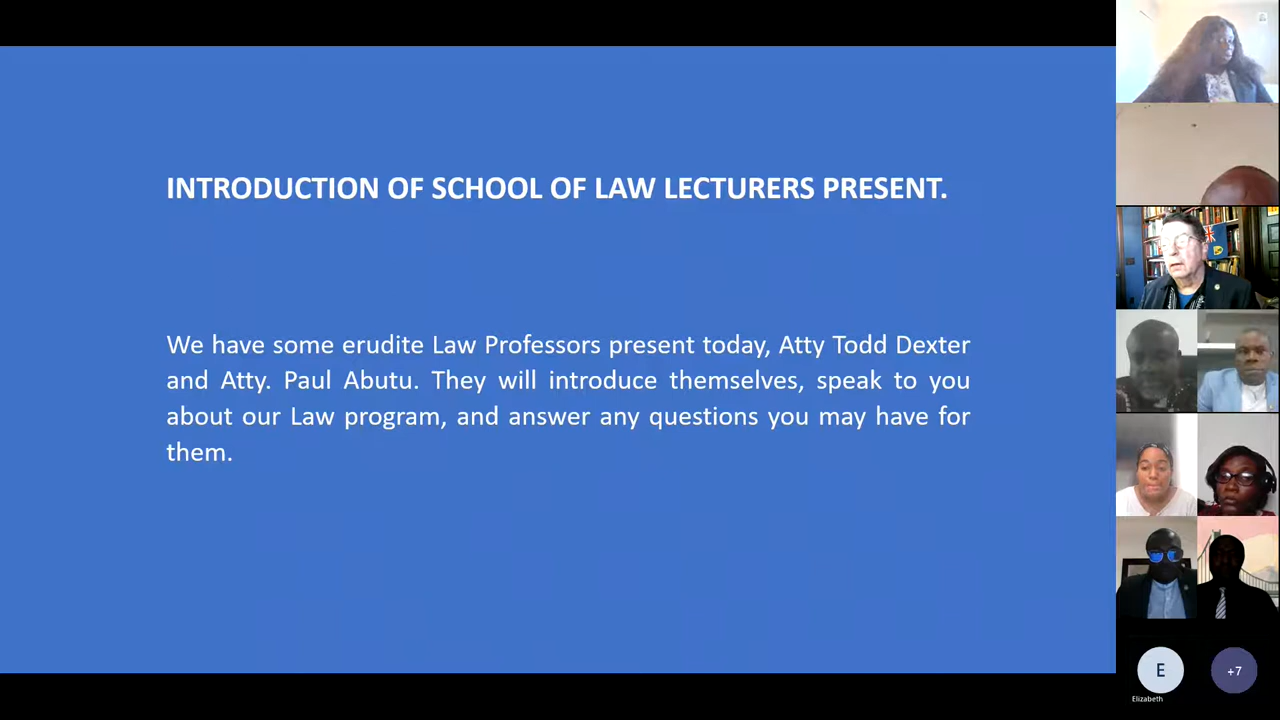 INTRODUCTION OF SCHOOL OF LAW LECTURERS PRESENT.
We have some erudite Law Professors present today, Atty Todd Dexter
and Atty. Paul Abutu. They will introduce themselves, speak to you
about our Law program, and answer any questions you may have for
them.
E
+7
Elizabeth